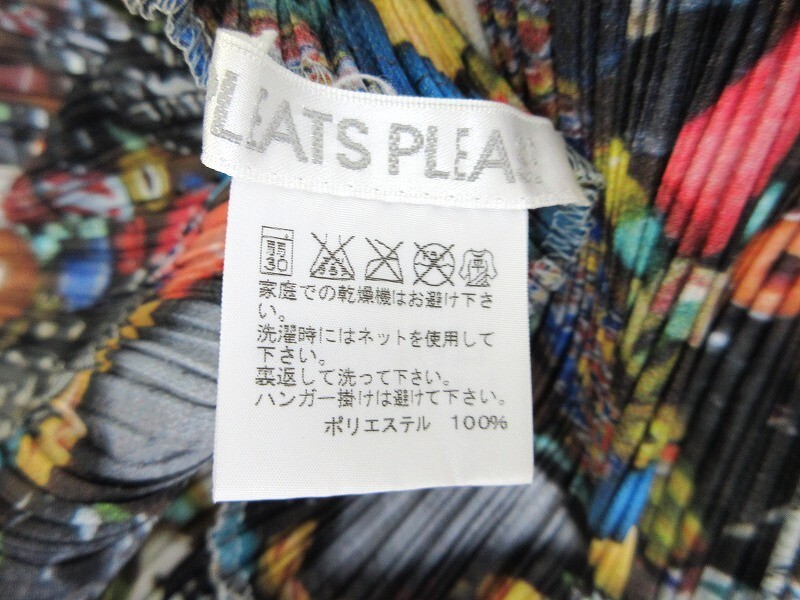 LEATS PLEA
弱
30
家庭での乾燥機はお避け下さ
い。
洗濯時にはネットを使用して
下さい。
裏返して洗って下さい。
ハンガー掛けは避けて下さい。
ポリエステル 100%